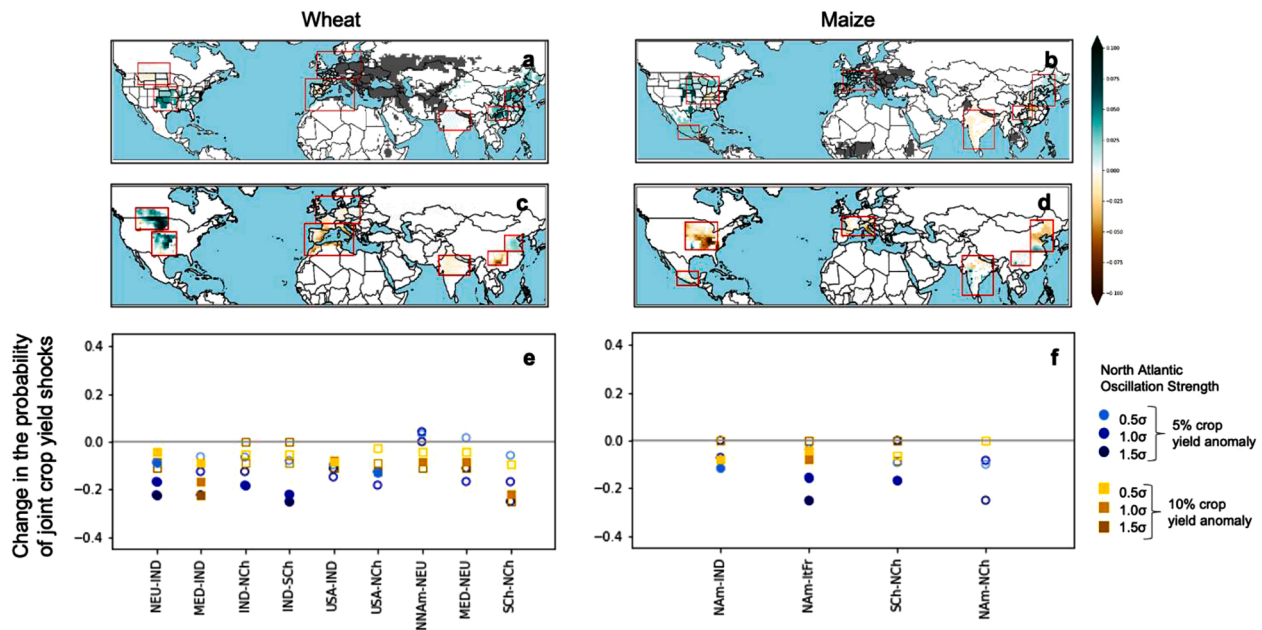 Wheat
Maize
a
b
0.100
0.075
0.050
0.025
0.000
−0.025
−0.050
−0.075
−0.100
c
d
Change in the probability
of joint crop yield shocks
0.4
0.2
0.0
−0.2
−0.4
e
NEU-IND
MED-IND
IND-NCh
IND-SCh
USA-IND
USA-NCh
NNAm-NEU
MED-NEU
SCh-NCh
0.4
0.2
0.0
−0.2
−0.4
f
NAm-IND
NAm-ItFr
SCh-NCh
NAm-NCh
North Atlantic
Oscillation Strength
0.5σ
1.0σ
1.5σ
5% crop
yield anomaly
0.5σ
1.0σ
1.5σ
10% crop
yield anomaly